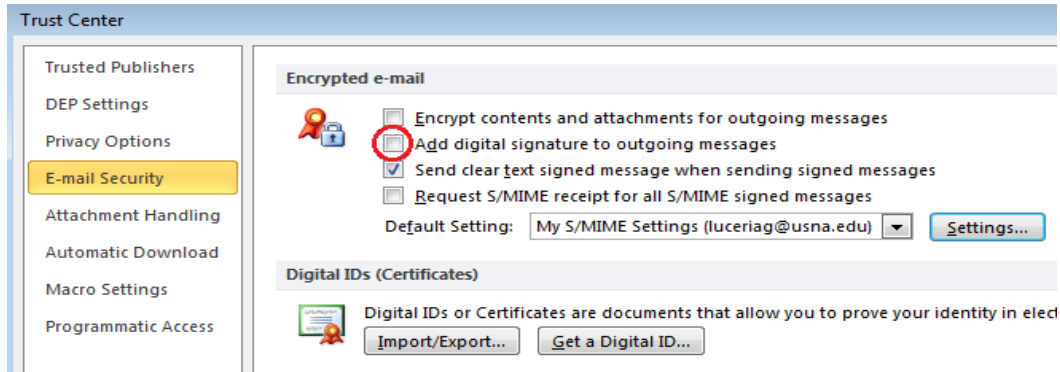 Trust Center
Trusted Publishers
DEP Settings
Privacy Options
E-mail Security
Attachment Handling
Automatic Download
Macro Settings
Programmatic Access
Encrypted e-mail
Encrypt contents and attachments for outgoing messages
Add digital signature to outgoing messages
Send clear text signed message when sending signed messages
Request S/MIME receipt for all S/MIME signed messages
Default Setting: My S/MIME Settings (luceriag@usna.edu) Settings...
Digital IDs (Certificates)
Digital IDs or Certificates are documents that allow you to prove your identity in elect
Import/Export... Get a Digital ID...